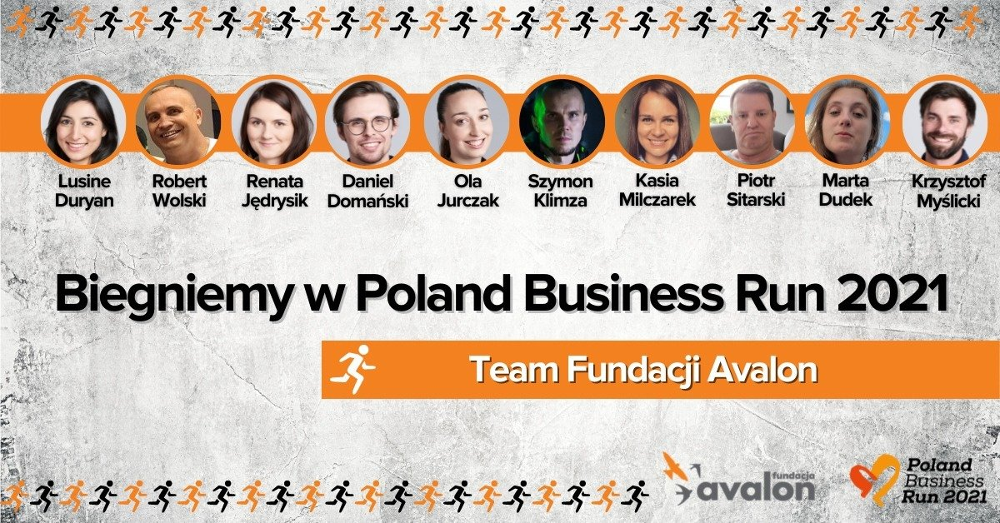 Lusine
Duryan
Robert
Wolski
Renata
Jędrysik
Daniel
Domański
Ola
Jurczak
Szymon
Klimza
Kasia
Milczarek
Piotr
Sitarski
Marta
Dudek
Krzysztof
Myślicki
Biegniemy w Poland Business Run 2021
Team Fundacji Avalon
fundacja
avalon
Poland
Business
Run 2021